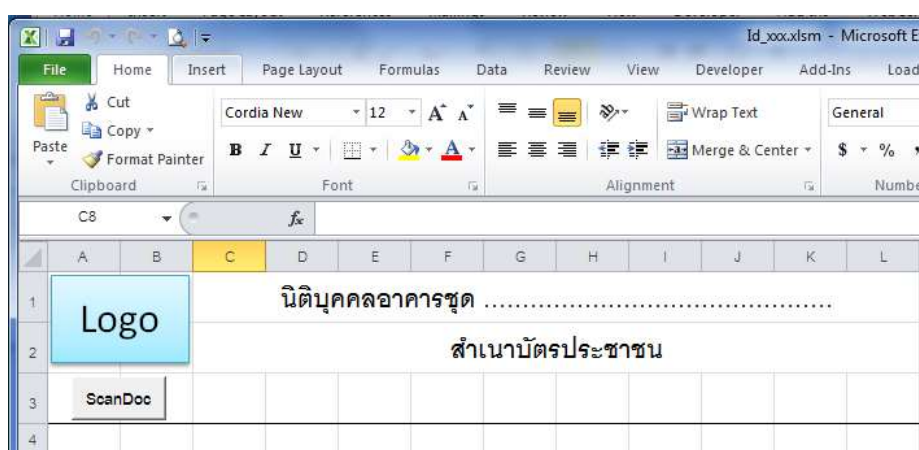 Id_xxx.xlsm - Microsoft E
File Home Insert Page Layout Formulas Data Review View Developer Add-Ins Load
Cut
Copy
Format Painter
Paste
Cordia New 12 A A
B I U A
Wrap Text
Merge & Center
General
$ %
Clipboard Font Alignment Numbe
C8 fx
A B C D E F G H I J K L
1 Logo นิติบุคคลอาคารชุด ............................................
2 สำเนาบัตรประชาชน
3 ScanDoc
4